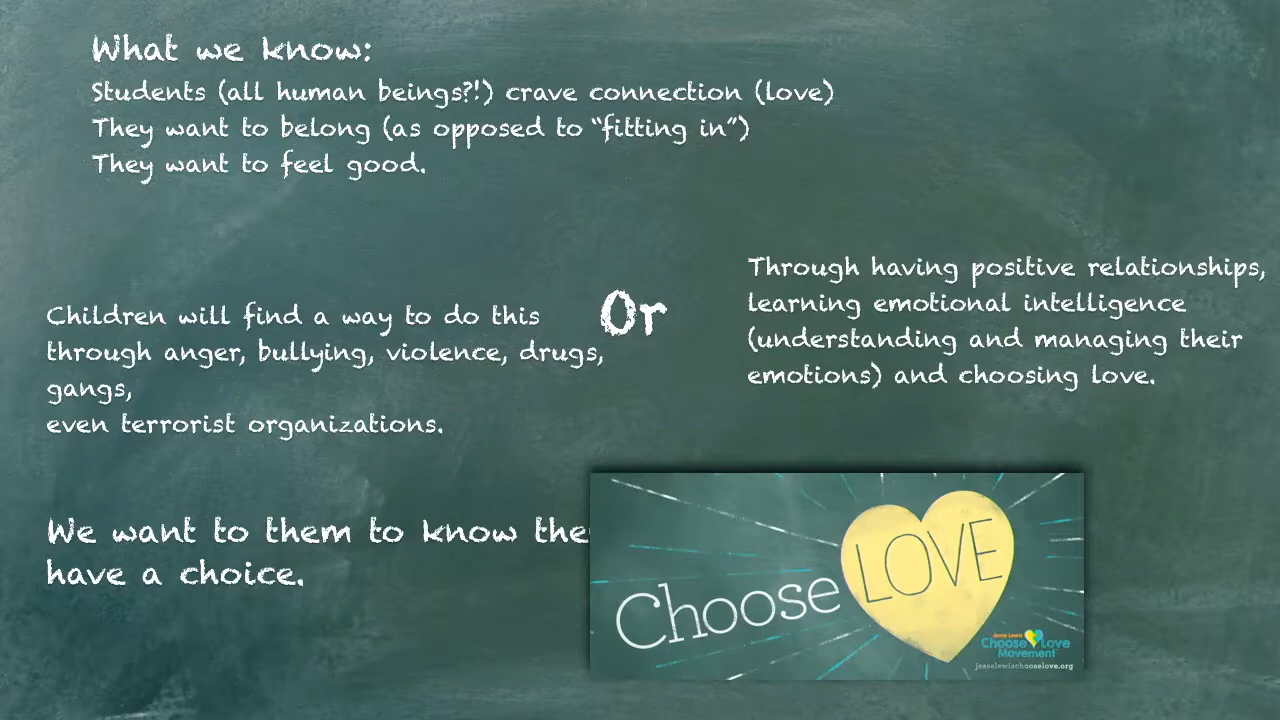 What we know:
Students (all human beings?!) crave connection (love)
They want to belong (as opposed to “fitting in”)
They want to feel good.
Children will find a way to do this
through anger, bullying, violence, drugs,
gangs,
even terrorist organizations.
Or
Through having positive relationships,
learning emotional intelligence
(understanding and managing their
emotions) and choosing love.
We want to them to know the
have a choice.
Choose LOVE
Jesse Lewis
Choose Love
Movement
jesselewischooselove.org